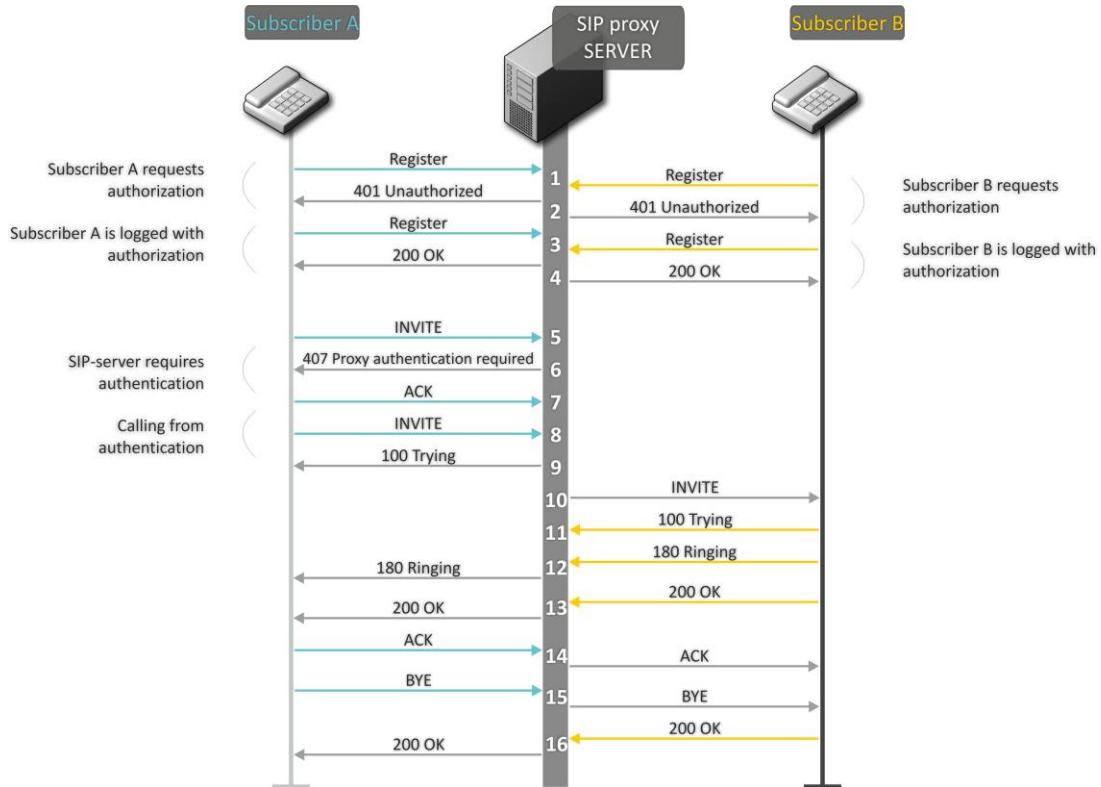 Subscriber A
SIP proxy
SERVER
Subscriber B
Subscriber A requests
authorization
Register
1
Register
Subscriber B requests
authorization
401 Unauthorized
2
401 Unauthorized
Subscriber A is logged with
authorization
Register
3
Register
Subscriber B is logged with
authorization
200 OK
4
200 OK
INVITE
5
SIP-server requires
authentication
407 Proxy authentication required
6
ACK
7
Calling from
authentication
INVITE
8
100 Trying
9
10
INVITE
11
100 Trying
12
180 Ringing
180 Ringing
13
200 OK
200 OK
ACK
14
ACK
BYE
15
BYE
16
200 OK
200 OK